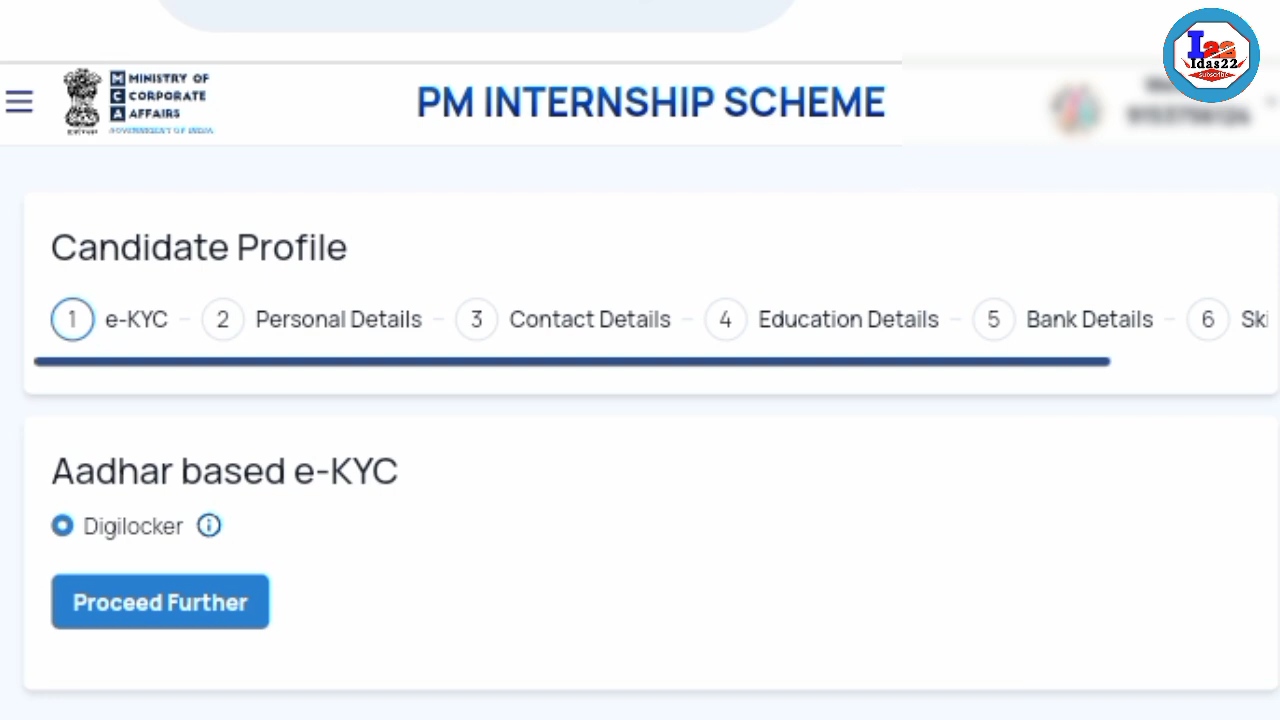 MINISTRY OF
CORPORATE
AFFAIRS
GOVERNMENT OF INDIA
PM INTERNSHIP SCHEME
Idas22
subscribe
Candidate Profile
1 e-KYC 2 Personal Details 3 Contact Details 4 Education Details 5 Bank Details 6 Ski
Aadhar based e-KYC
Digilocker
Proceed Further